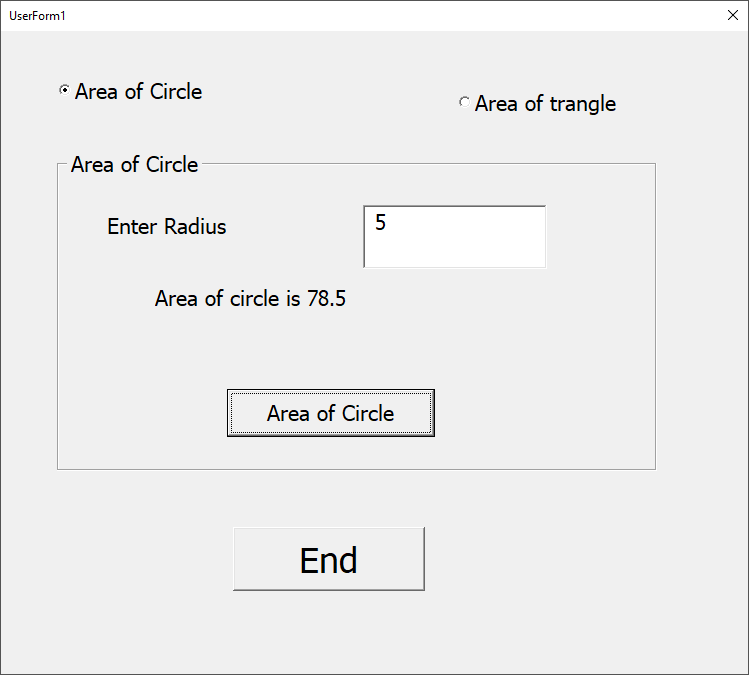 UserForm1
Area of Circle
Area of trangle
Area of Circle
Enter Radius
5
Area of circle is 78.5
Area of Circle
End